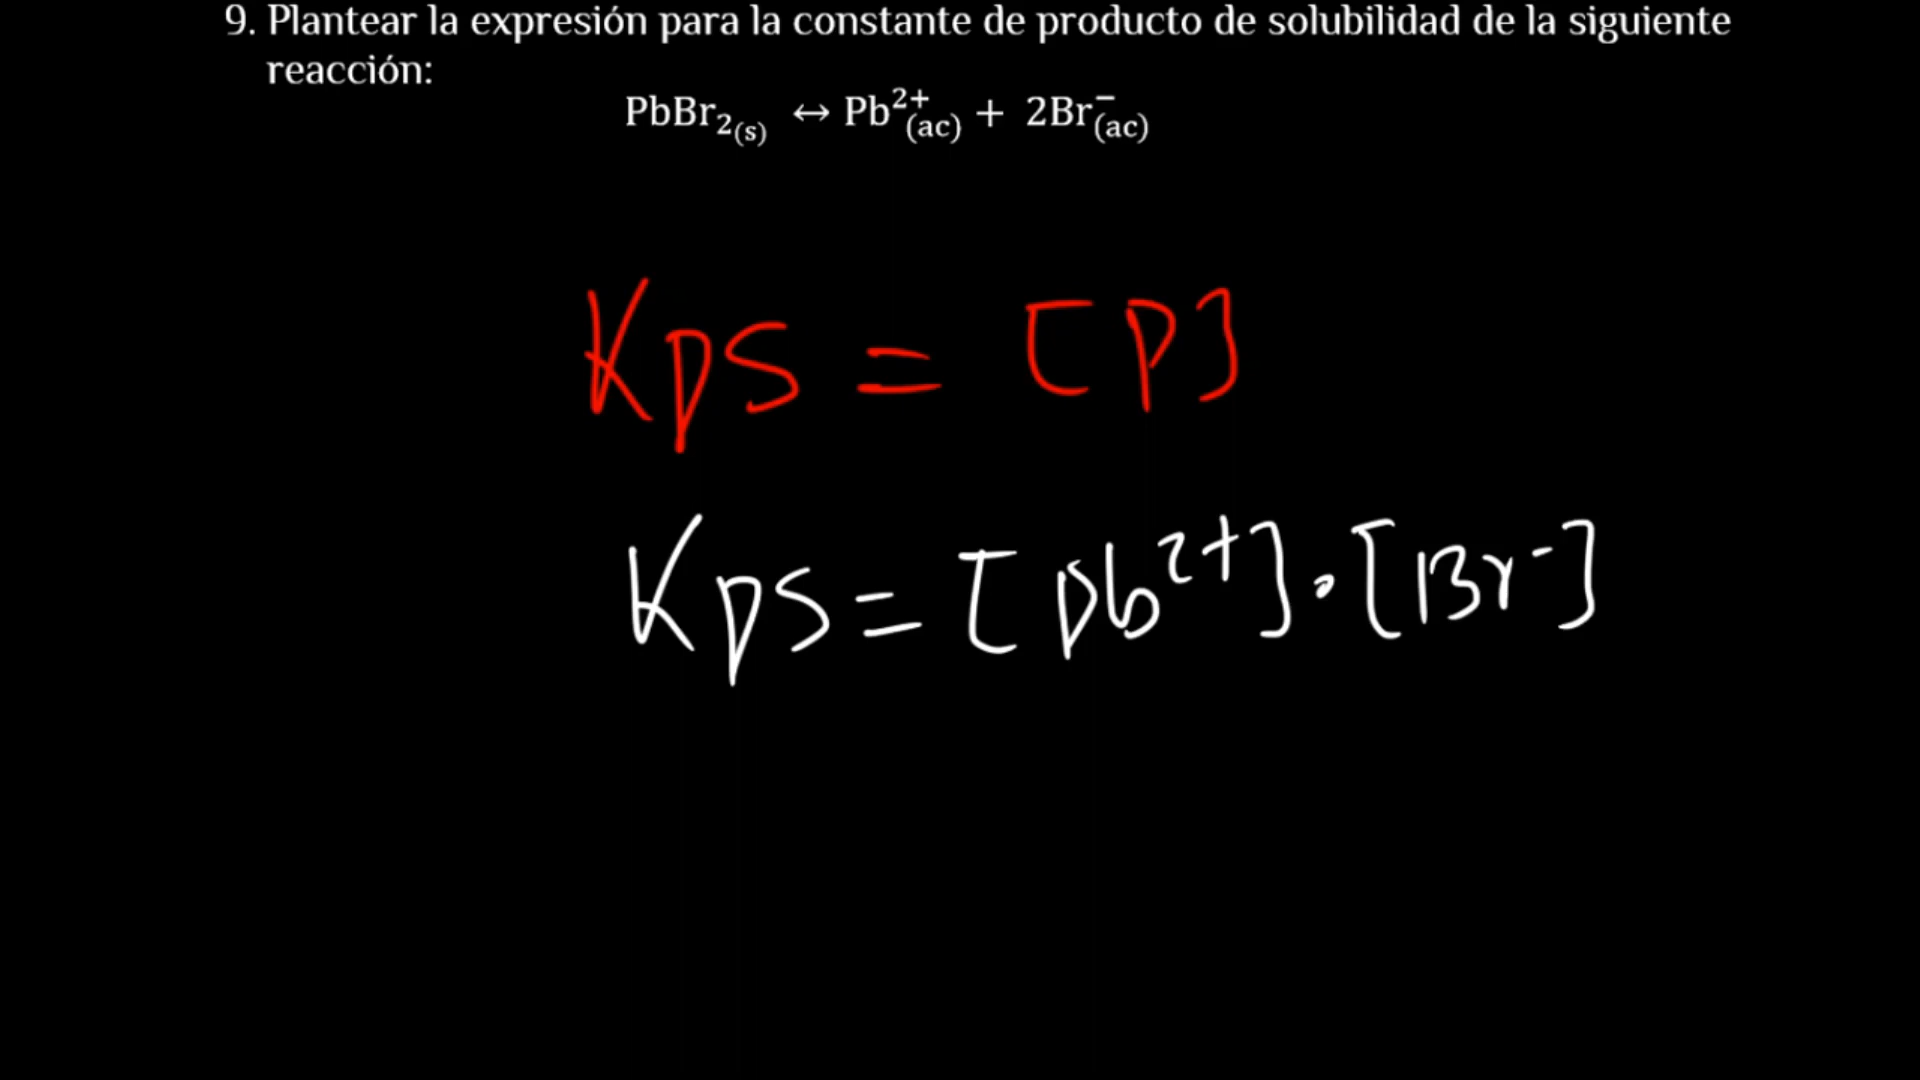 9. Plantear la expresión para la constante de producto de solubilidad de la siguiente
reacción:
PbBr₂₍s₎ ↔ Pb²⁺(ac) + 2Br⁻(ac)
Kps = [P]
Kps = [Pb²⁺]·[Br⁻]